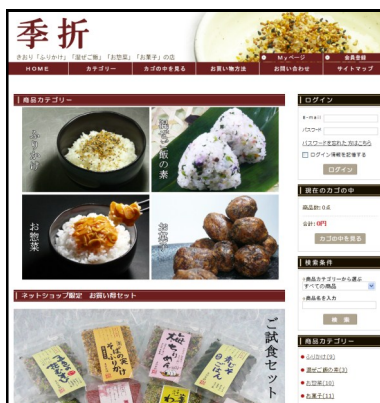 季折
きおり「ふりかけ」「混ぜご飯」「お惣菜」「お菓子」の店
Myページ
会員登録
HOME
カテゴリー
カゴの中を見る
お買い物方法
お問い合わせ
サイトマップ
商品カテゴリー
ふりかけ
混ぜご飯の素
お惣菜
お菓子
ネットショップ限定 お買い得セット
ご試食セット
ログイン
e-mail
パスワード
パスワードを忘れた方はこちら
ログイン情報を記憶する
ログイン
現在のカゴの中
商品数:0点
合計:0円
カゴの中を見る
検索条件
商品カテゴリーから選ぶ
すべての商品
商品名を入力
検索
商品カテゴリー
ふりかけ(9)
混ぜご飯の素(3)
お惣菜(10)
お菓子(11)